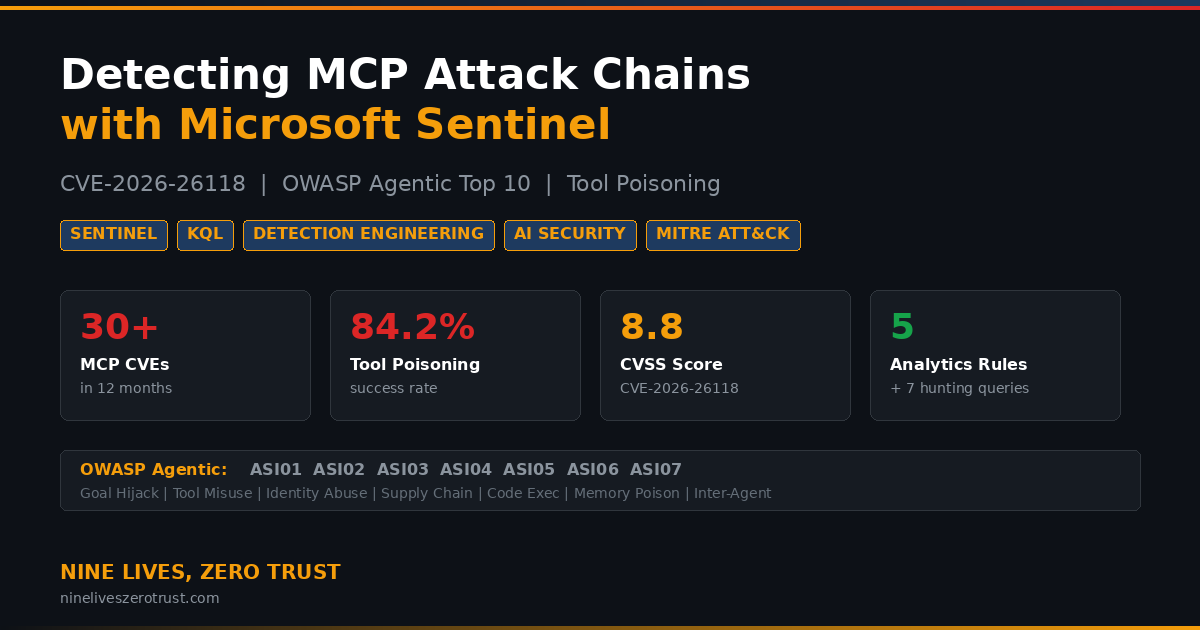 Detecting MCP Attack Chains
with Microsoft Sentinel
CVE-2026-26118 | OWASP Agentic Top 10 | Tool Poisoning
SENTINEL KQL DETECTION ENGINEERING AI SECURITY MITRE ATT&CK
30+
MCP CVEs
in 12 months
84.2%
Tool Poisoning
success rate
8.8
CVSS Score
CVE-2026-26118
5
Analytics Rules
+ 7 hunting queries
OWASP Agentic: ASI01 ASI02 ASI03 ASI04 ASI05 ASI06 ASI07
Goal Hijack | Tool Misuse | Identity Abuse | Supply Chain | Code Exec | Memory Poison | Inter-Agent
NINE LIVES, ZERO TRUST
nineliveszerotrust.com